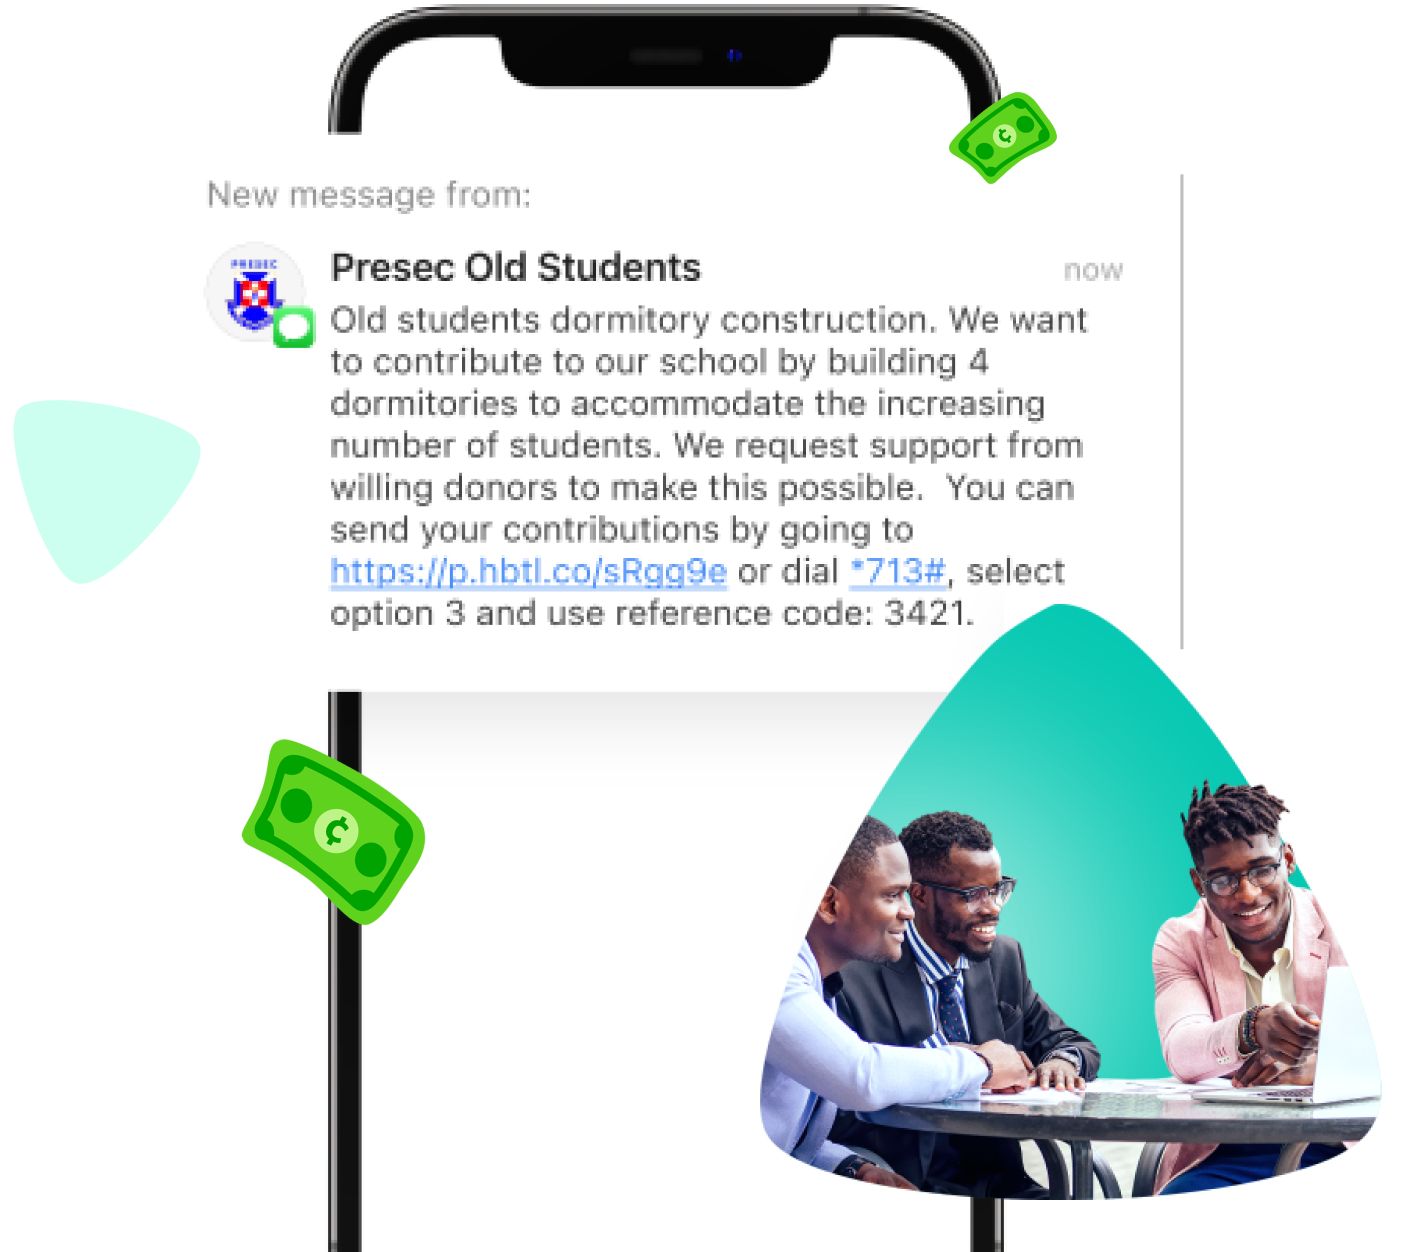 New message from:
PRESEC
Presec Old Students
now
Old students dormitory construction. We want
to contribute to our school by building 4
dormitories to accommodate the increasing
number of students. We request support from
willing donors to make this possible.  You can
send your contributions by going to
https://p.hbtl.co/sRgg9e or dial *713#, select
option 3 and use reference code: 3421.
¢
¢